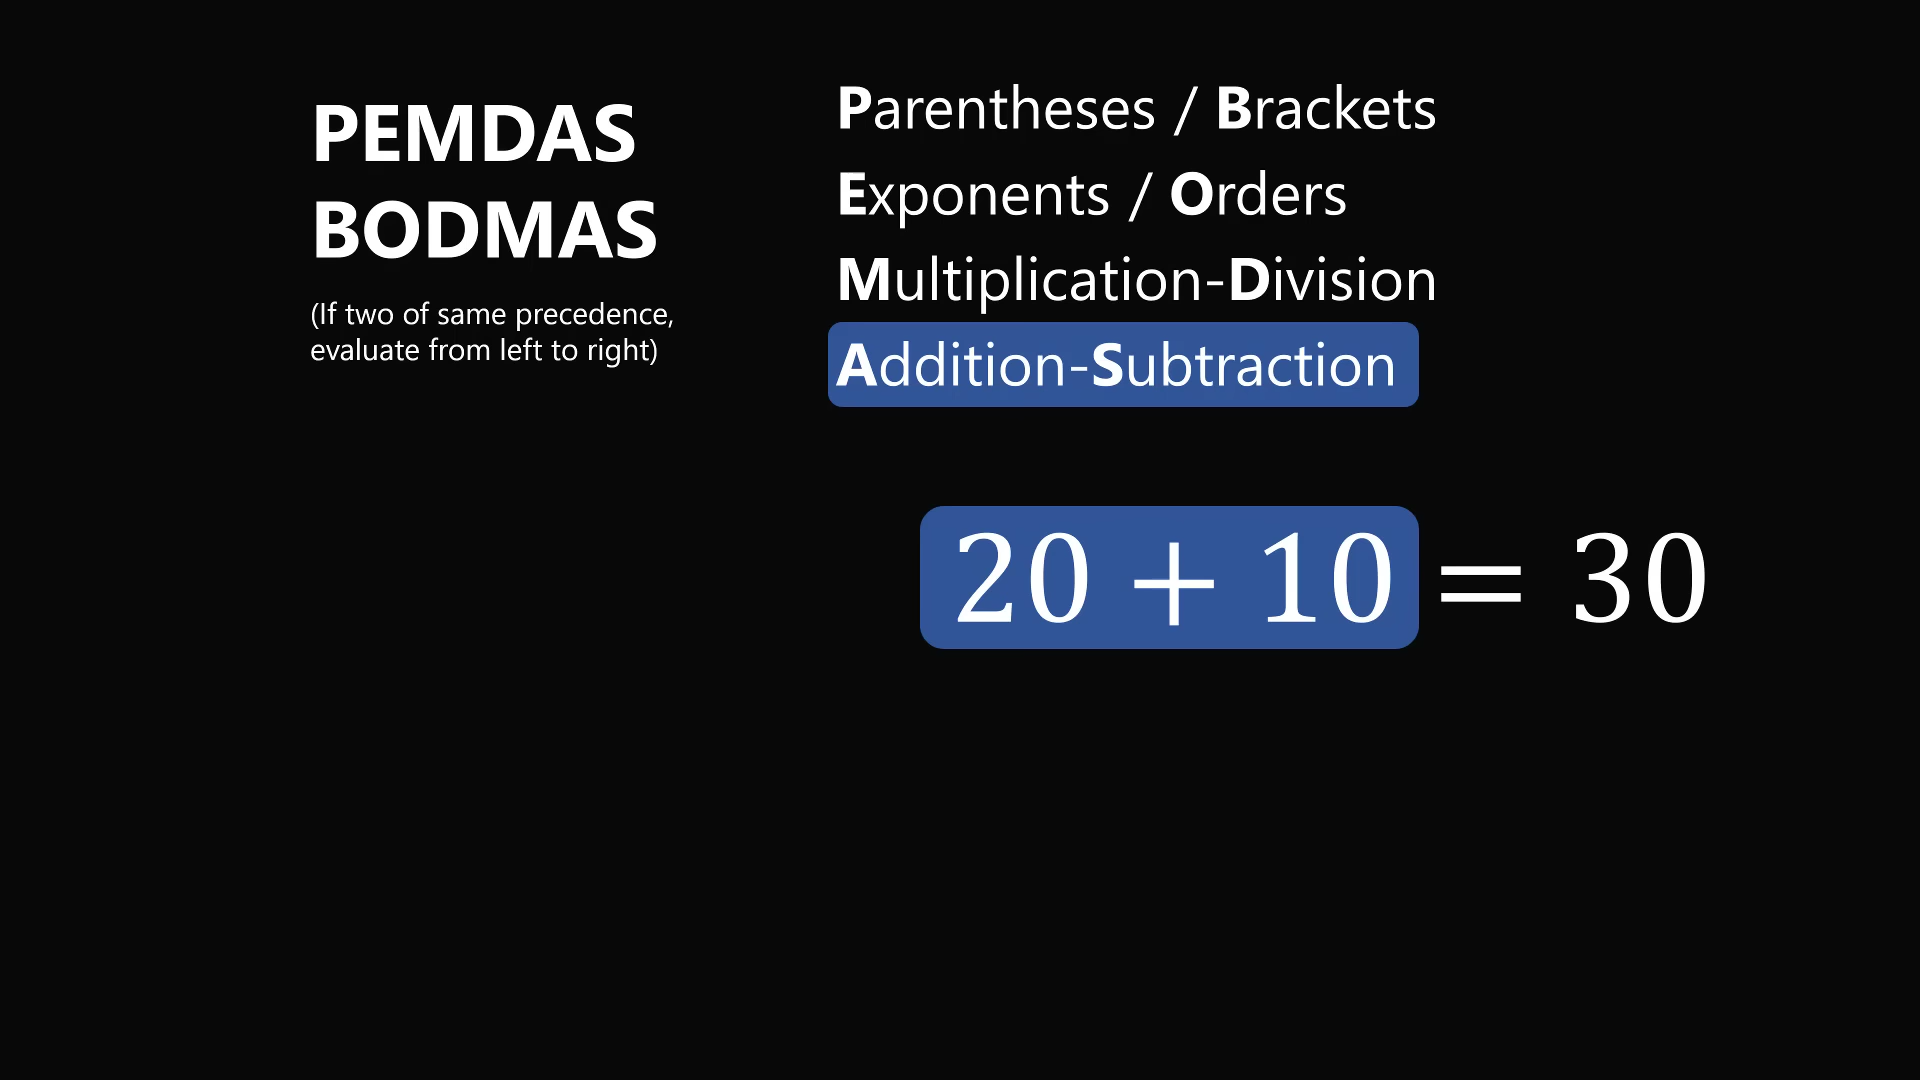 PEMDAS
BODMAS
(If two of same precedence,
evaluate from left to right)
Parentheses / Brackets
Exponents / Orders
Multiplication-Division
Addition-Subtraction
20 + 10 = 30